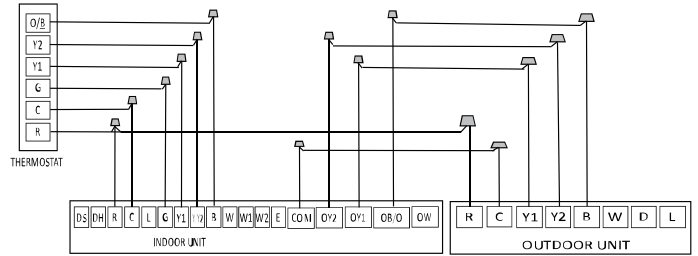 O/B
Y2
Y1
G
C
R
THERMOSTAT
DS DH R C L G Y1 Y/Y2 B W W1 W2 E COM OY2 OY1 OB/O OW
INDOOR UNIT
R C Y1 Y2 B W D L
OUTDOOR UNIT